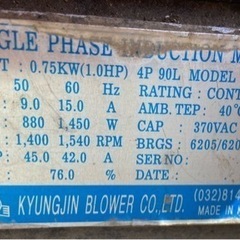 NGLE PHASE INDUCTION M
T 0.75KW(1.0HP) 4P 90L MODEL
50 60 Hz RATING : CONT
9.0 15.0 A AMB.TEP : 40°C
880 1,450 W CAP : 370VAC
1,400 1,540 RPM BRGS : 6205/620
45.0 42.0 A SER NO :
76.0 % DATE
KYUNGJIN BLOWER CO.,LTD. (032)814
MADE IN